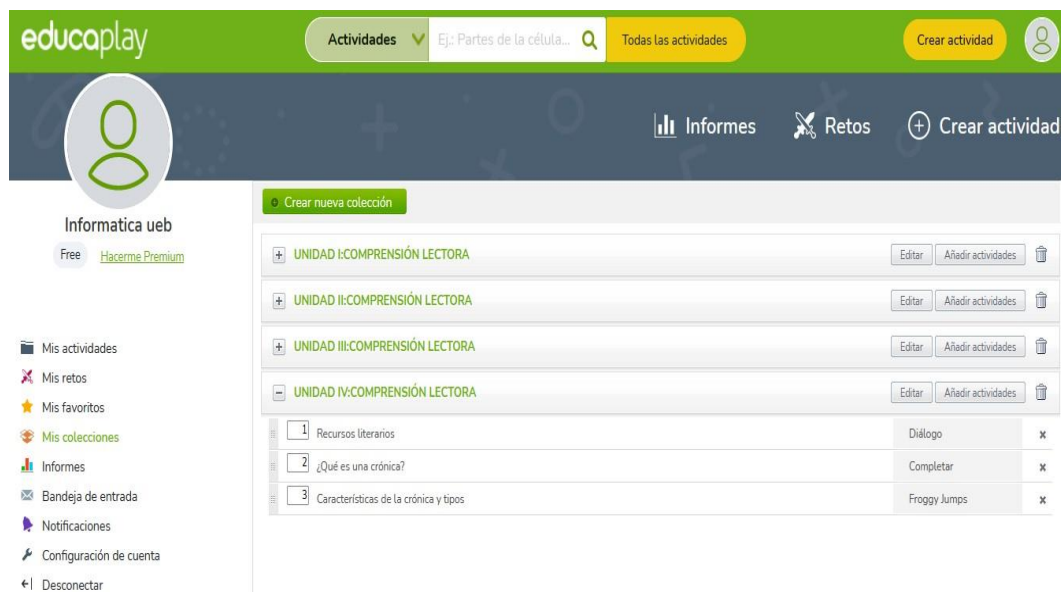 educaplay
Actividades Ej.: Partes de la célula... Todas las actividades Crear actividad
Informes Retos Crear actividad
Informatica ueb
Free Hacerme Premium
Mis actividades
Mis retos
Mis favoritos
Mis colecciones
Informes
Bandeja de entrada
Notificaciones
Configuración de cuenta
Desconectar
Crear nueva colección
UNIDAD I:COMPRENSIÓN LECTORA Editar Añadir actividades
UNIDAD II:COMPRENSIÓN LECTORA Editar Añadir actividades
UNIDAD III:COMPRENSIÓN LECTORA Editar Añadir actividades
UNIDAD IV:COMPRENSIÓN LECTORA Editar Añadir actividades
1 Recursos literarios Diálogo x
2 ¿Qué es una crónica? Completar x
3 Características de la crónica y tipos Froggy Jumps x